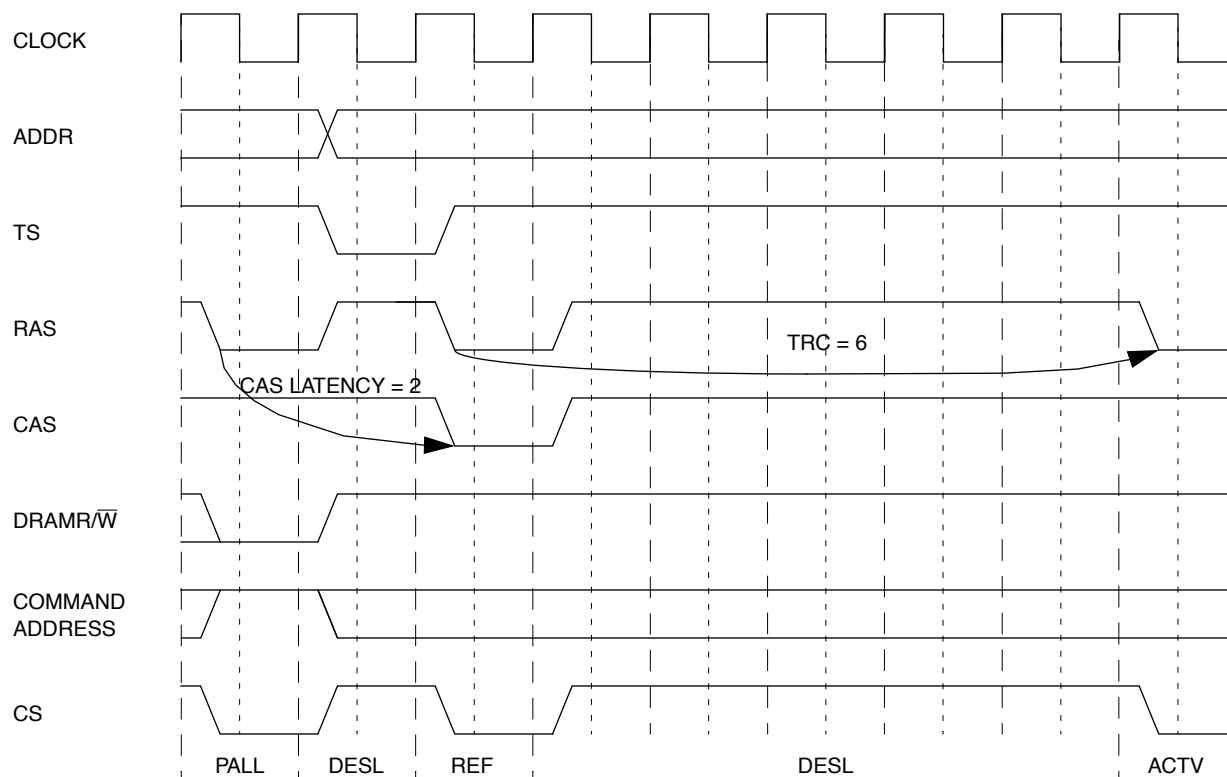 CLOCK
ADDR
TS
RAS
TRC = 6
CAS LATENCY = 2
CAS
DRAMR/W̅
COMMAND
ADDRESS
CS
PALL DESL REF DESL ACTV